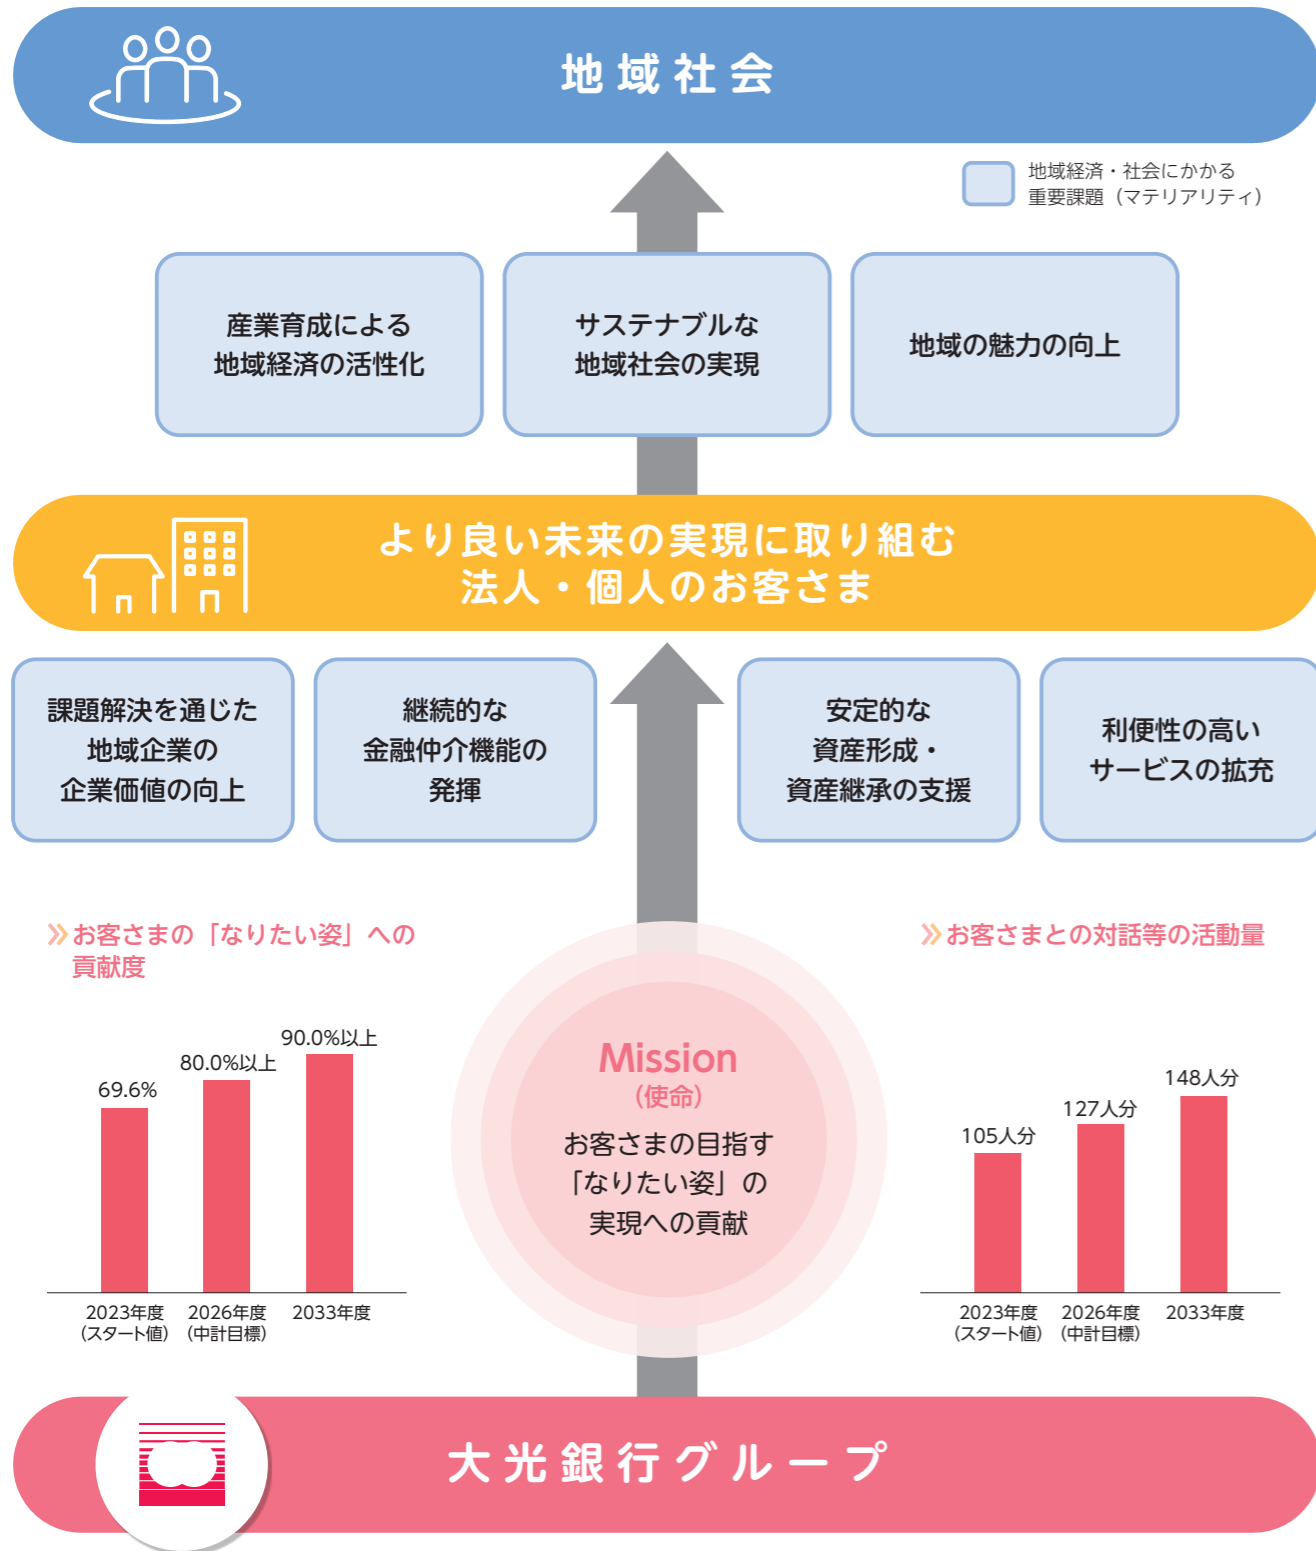 地域社会
地域経済・社会にかかる
重要課題（マテリアリティ）
産業育成による
地域経済の活性化
サステナブルな
地域社会の実現
地域の魅力の向上
より良い未来の実現に取り組む
法人・個人のお客さま
課題解決を通じた
地域企業の
企業価値の向上
継続的な
金融仲介機能の
発揮
安定的な
資産形成・
資産継承の支援
利便性の高い
サービスの拡充
お客さまの「なりたい姿」への
貢献度
69.6%
80.0%以上
90.0%以上
2023年度
（スタート値）
2026年度
（中計目標）
2033年度
Mission
（使命）
お客さまの目指す
「なりたい姿」の
実現への貢献
お客さまとの対話等の活動量
105人分
127人分
148人分
2023年度
（スタート値）
2026年度
（中計目標）
2033年度
大光銀行グループ